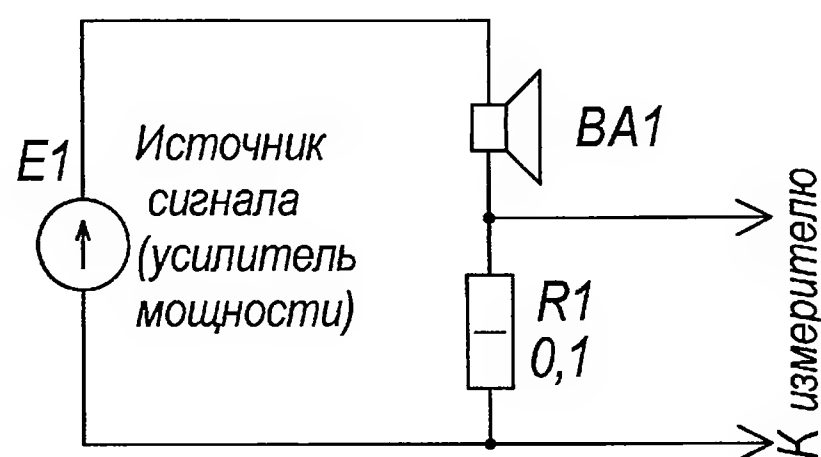 E1
Источник
сигнала
(усилитель
мощности)
BA1
R1
0,1
К измерителю